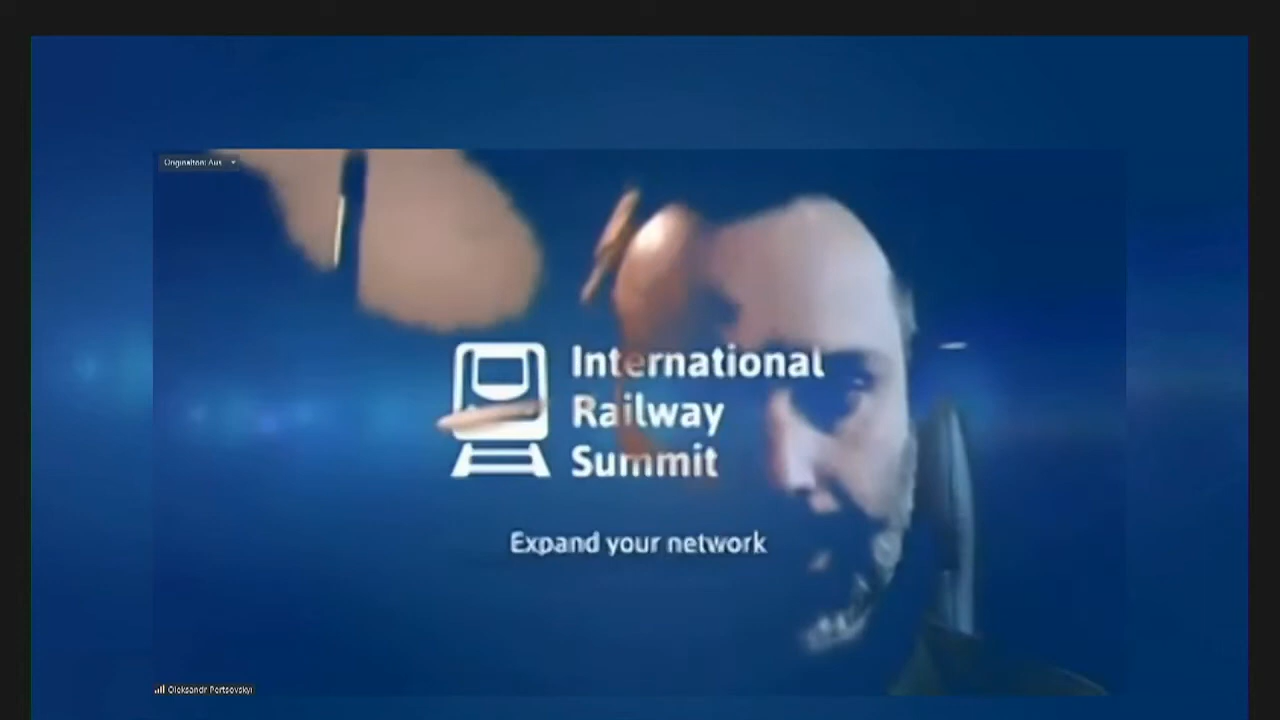 Originalton: Aus
International
Railway
Summit
Expand your network
Oleksandr Pertsovskyi